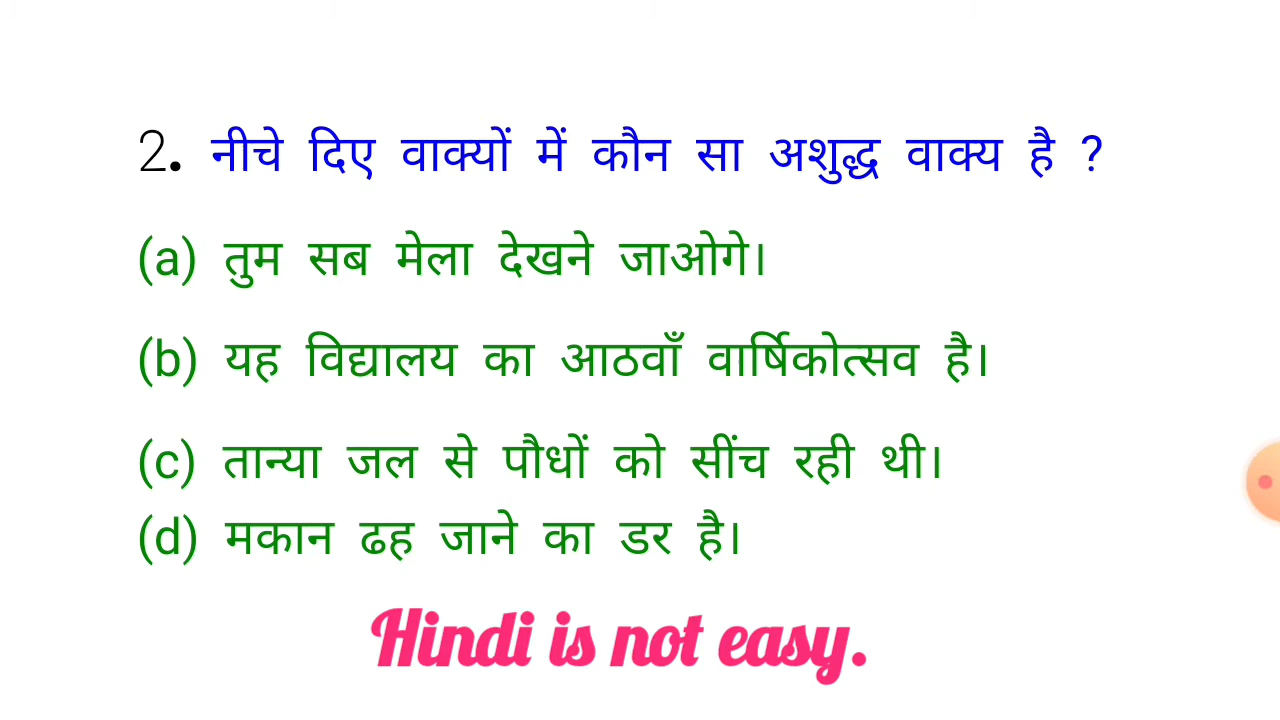 2. नीचे दिए वाक्यों में कौन सा अशुद्ध वाक्य है ?
(a) तुम सब मेला देखने जाओगे।
(b) यह विद्यालय का आठवाँ वार्षिकोत्सव है।
(c) तान्या जल से पौधों को सींच रही थी।
(d) मकान ढह जाने का डर है।
Hindi is not easy.